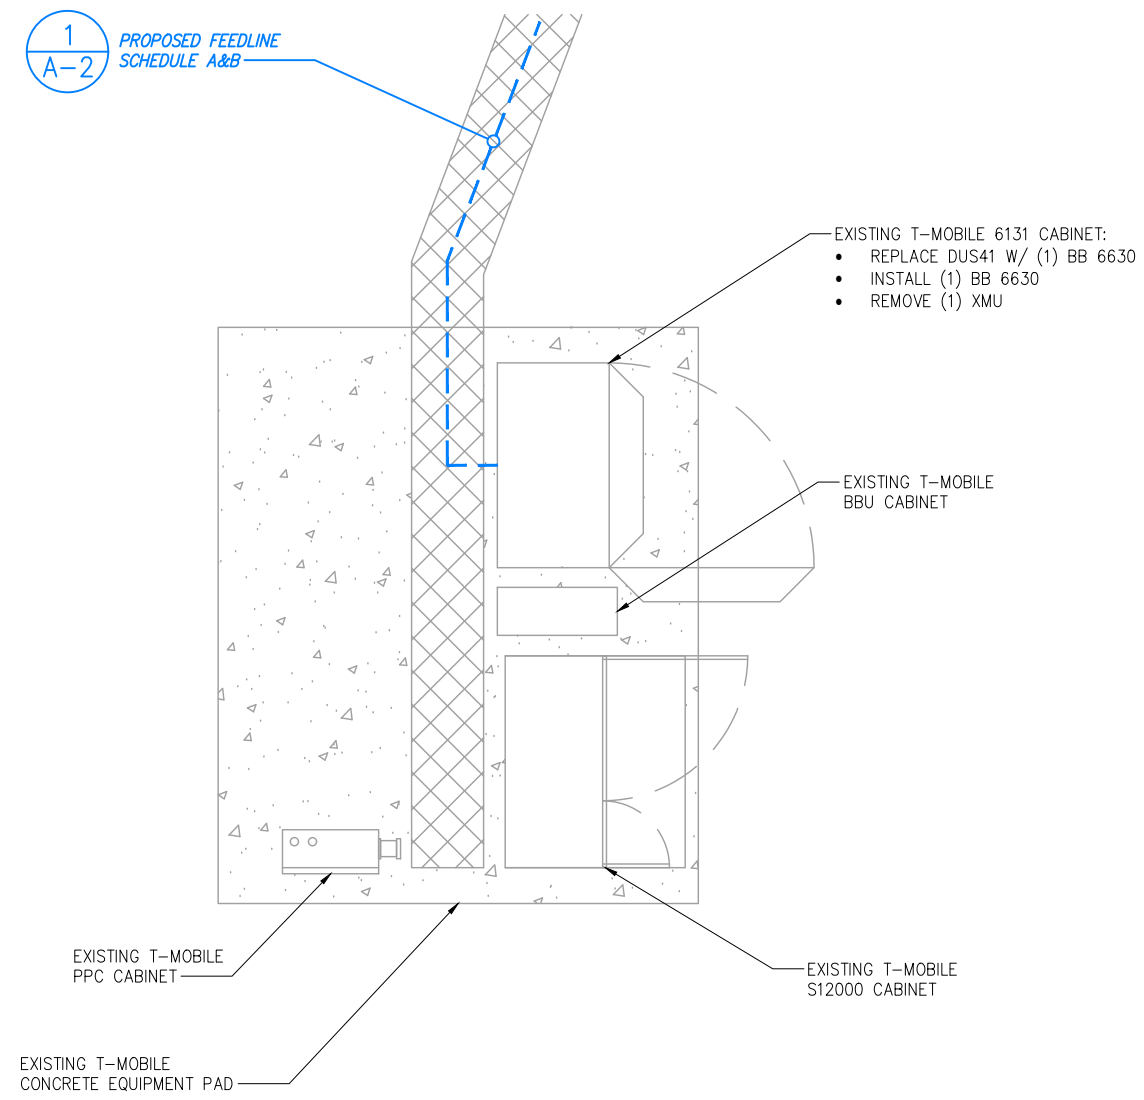 1
A-2
PROPOSED FEEDLINE
SCHEDULE A&B
EXISTING T-MOBILE 6131 CABINET:
• REPLACE DUS41 W/ (1) BB 6630
• INSTALL (1) BB 6630
• REMOVE (1) XMU
EXISTING T-MOBILE
BBU CABINET
EXISTING T-MOBILE
PPC CABINET
EXISTING T-MOBILE
S12000 CABINET
EXISTING T-MOBILE
CONCRETE EQUIPMENT PAD